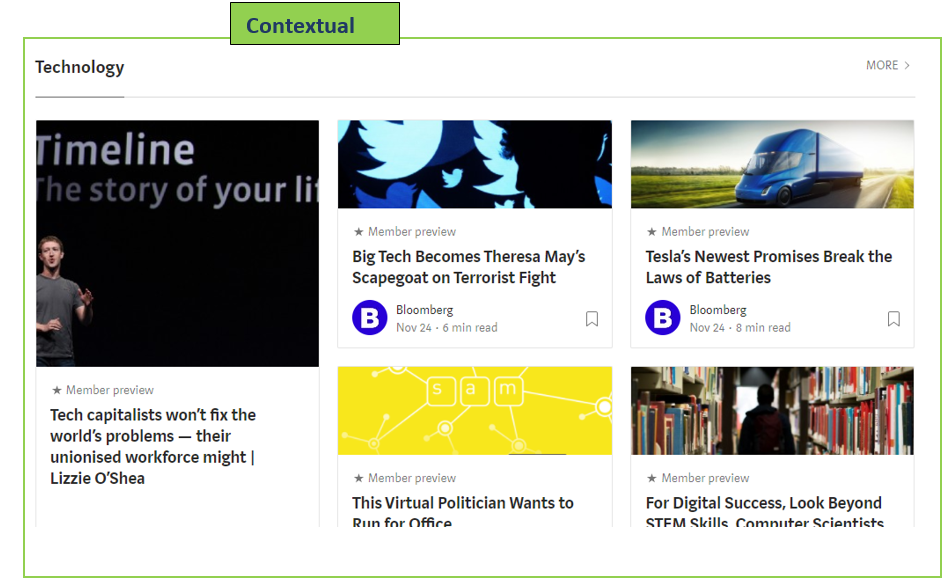 Contextual
Technology
MORE >
Timeline
The story of your lif
★ Member preview
Tech capitalists won’t fix the
world’s problems — their
unionised workforce might |
Lizzie O’Shea
★ Member preview
Big Tech Becomes Theresa May’s
Scapegoat on Terrorist Fight
B
Bloomberg
Nov 24 · 6 min read
★ Member preview
Tesla’s Newest Promises Break the
Laws of Batteries
B
Bloomberg
Nov 24 · 8 min read
sam
★ Member preview
This Virtual Politician Wants to
Run for Office
★ Member preview
For Digital Success, Look Beyond
STEM Skills, Computer Scientists